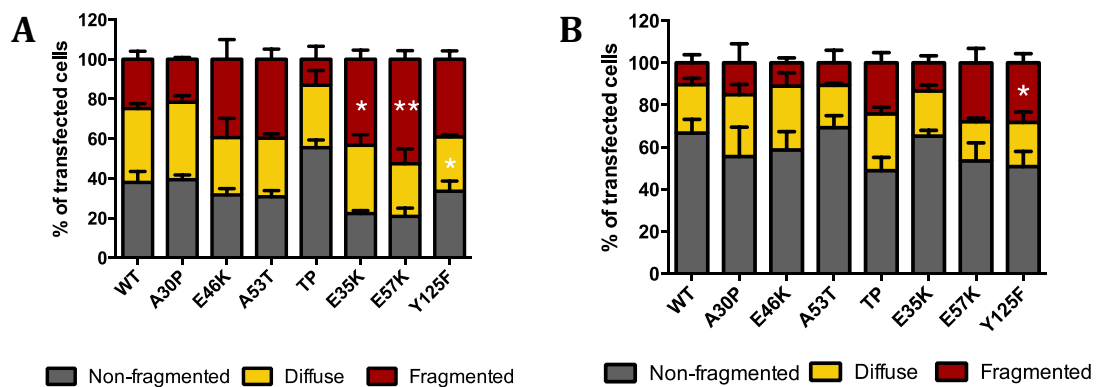 A
% of transfected cells
120
100
80
60
40
20
0
*
**
*
WT
A30P
E46K
A53T
TP
E35K
E57K
Y125F
Non-fragmented Diffuse Fragmented
B
% of transfected cells
120
100
80
60
40
20
0
*
WT
A30P
E46K
A53T
TP
E35K
E57K
Y125F
Non-fragmented Diffuse Fragmented